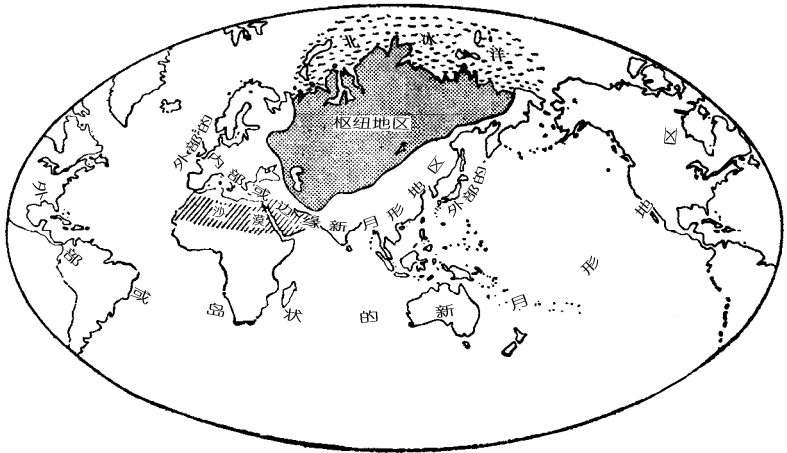 北冰洋
枢纽地区
外部的
内部或边缘新月形地区
沙漠
外部的
外部或岛状的新月形地区